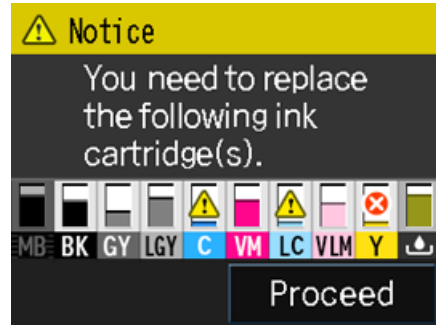 Notice
You need to replace
the following ink
cartridge(s).
MB BK GY LGY C VM LC VLM Y
Proceed